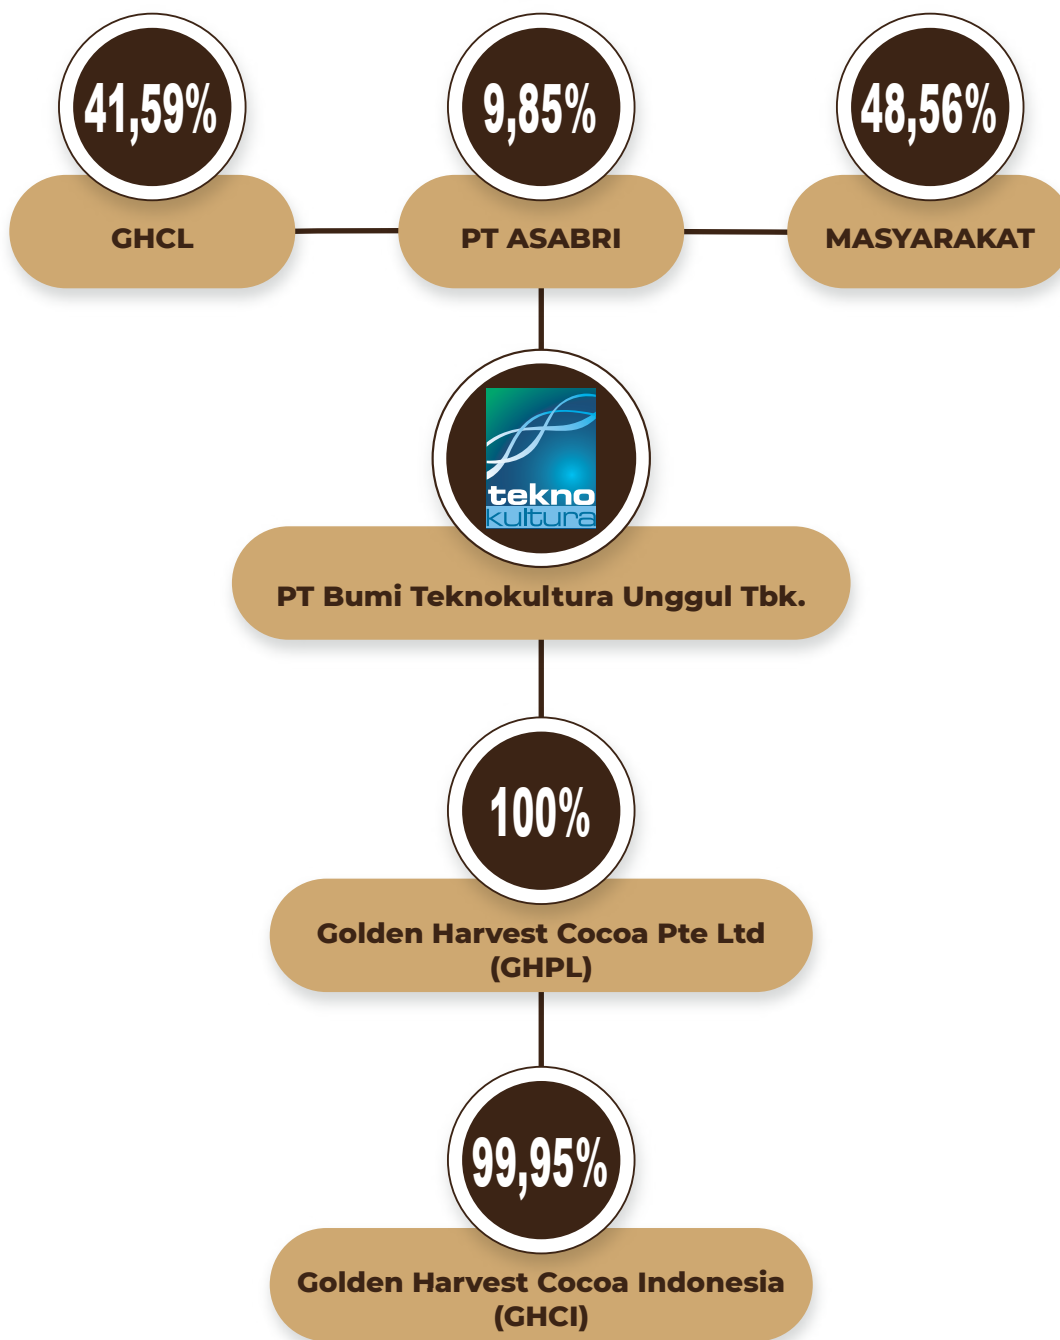 41,59%
9,85%
48,56%
GHCL
PT ASABRI
MASYARAKAT
tekno
kultura
PT Bumi Teknokultura Unggul Tbk.
100%
Golden Harvest Cocoa Pte Ltd
(GHPL)
99,95%
Golden Harvest Cocoa Indonesia
(GHCI)